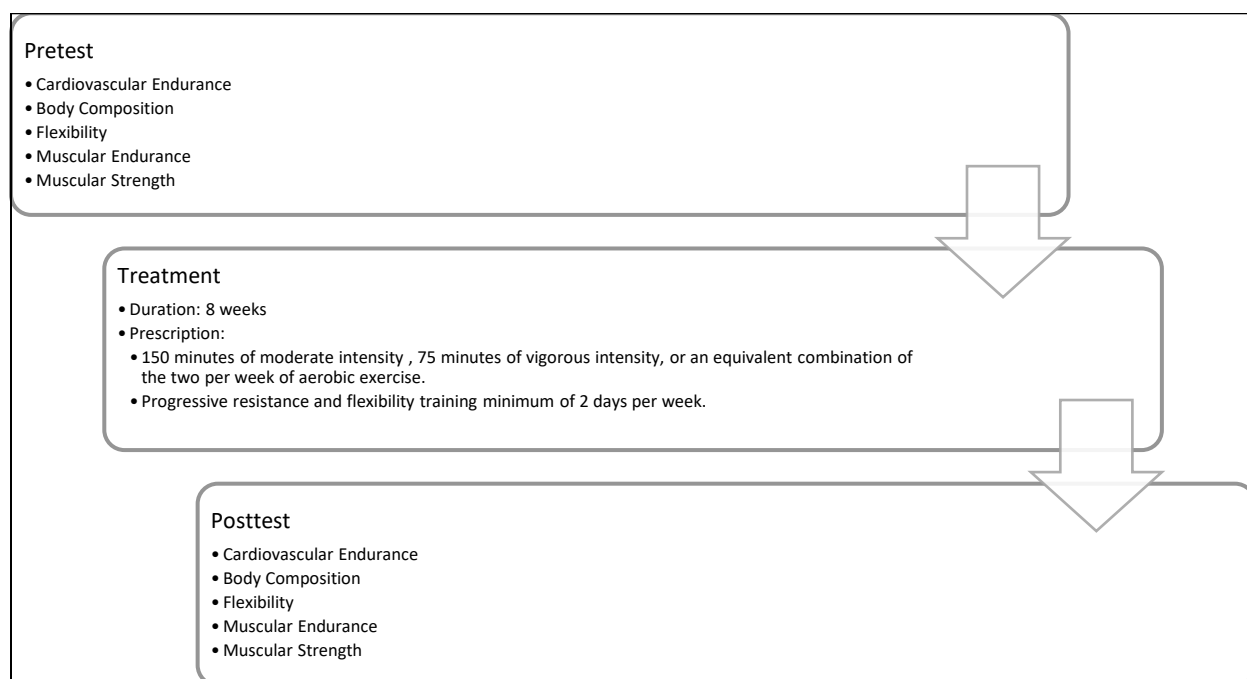 Pretest
• Cardiovascular Endurance
• Body Composition
• Flexibility
• Muscular Endurance
• Muscular Strength
Treatment
• Duration: 8 weeks
• Prescription:
• 150 minutes of moderate intensity , 75 minutes of vigorous intensity, or an equivalent combination of
the two per week of aerobic exercise.
• Progressive resistance and flexibility training minimum of 2 days per week.
Posttest
• Cardiovascular Endurance
• Body Composition
• Flexibility
• Muscular Endurance
• Muscular Strength